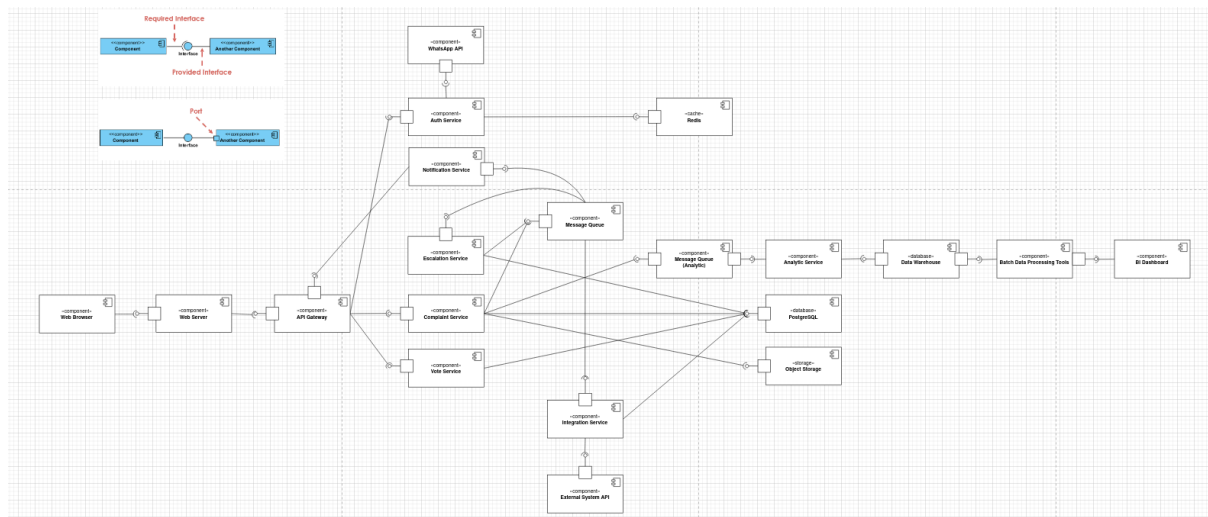 Required Interface
<<component>>
Component
Interface
<<component>>
Another Component
Provided Interface
Port
<<component>>
Component
Interface
<<component>>
Another Component
«component»
WhatsApp API
«component»
Auth Service
«cache»
Redis
«component»
Notification Service
«component»
Message Queue
«component»
Escalation Service
«component»
Message Queue
(Analytic)
«component»
Analytic Service
«database»
Data Warehouse
«component»
Batch Data Processing Tools
«component»
BI Dashboard
«component»
Web Browser
«component»
Web Server
«component»
API Gateway
«component»
Complaint Service
«database»
PostgreSQL
«component»
Vote Service
«storage»
Object Storage
«component»
Integration Service
«component»
External System API